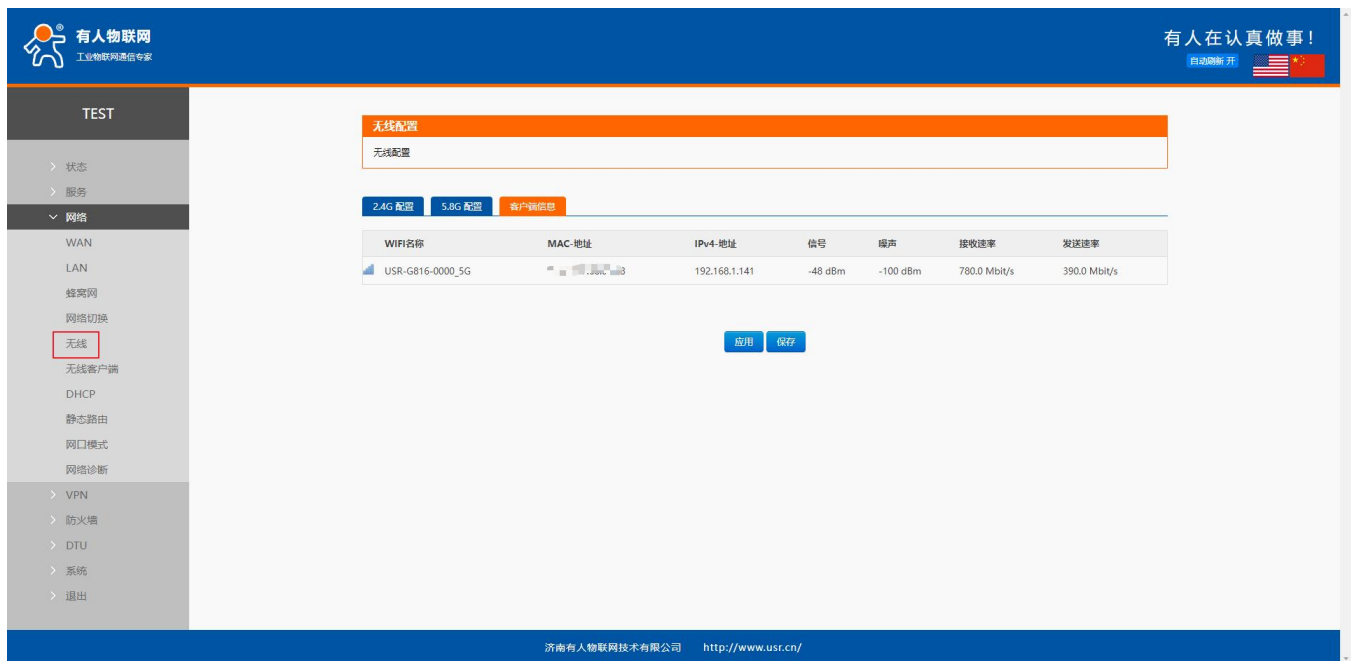 有人物联网
工业物联网通信专家
有人在认真做事!
自动刷新 开
TEST
状态
服务
网络
WAN
LAN
蜂窝网
网络切换
无线
无线客户端
DHCP
静态路由
网口模式
网络诊断
VPN
防火墙
DTU
系统
退出
无线配置
无线配置
2.4G 配置 5.8G 配置 客户端信息
WIFI名称 MAC-地址 IPv4-地址 信号 噪声 接收速率 发送速率
USR-G816-0000_5G 192.168.1.141 -48 dBm -100 dBm 780.0 Mbit/s 390.0 Mbit/s
应用 保存
济南有人物联网技术有限公司 http://www.usr.cn/